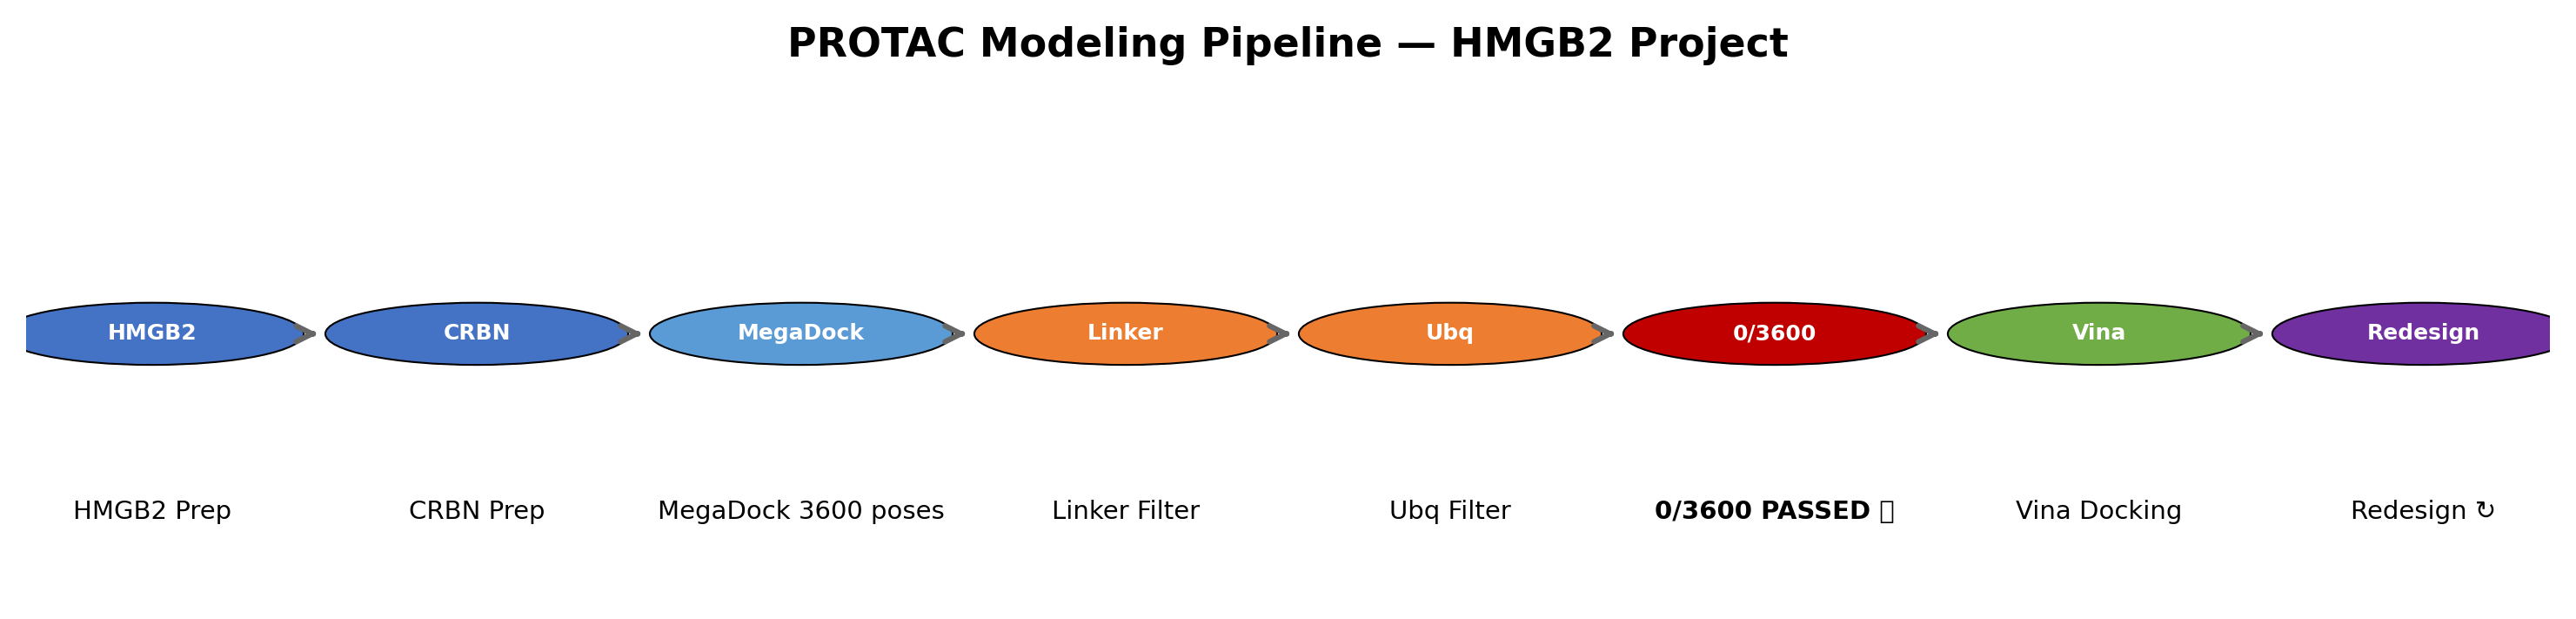 PROTAC Modeling Pipeline — HMGB2 Project
HMGB2
CRBN
MegaDock
Linker
Ubq
0/3600
Vina
Redesign
HMGB2 Prep
CRBN Prep
MegaDock 3600 poses
Linker Filter
Ubq Filter
0/3600 PASSED
Vina Docking
Redesign ↻